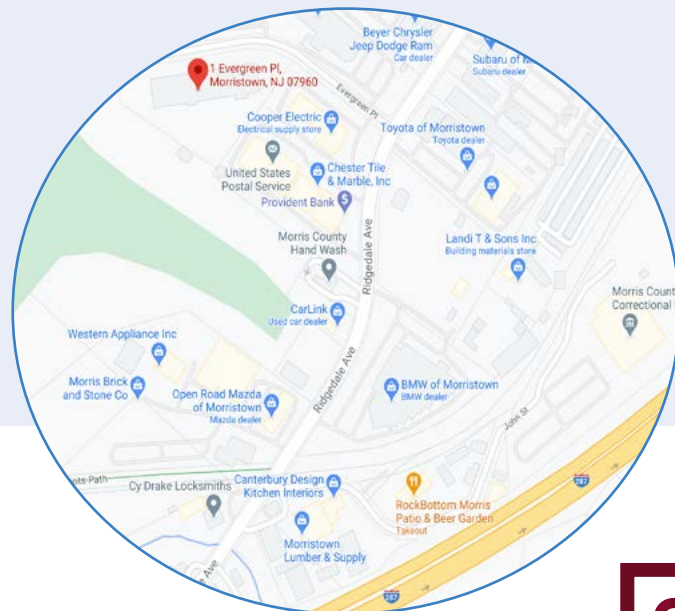 Beyer Chrysler
Jeep Dodge Ram
Car dealer
Subaru of M
Subaru dealer
1 Evergreen Pl,
Morristown, NJ 07960
Evergreen Pl
Cooper Electric
Electrical supply store
Toyota of Morristown
Toyota dealer
United States
Postal Service
Chester Tile
& Marble, Inc
Provident Bank
Morris County
Hand Wash
Ridgedale Ave
Landi T & Sons Inc
Building materials store
Morris Count
Correctional
CarLink
Used car dealer
Western Appliance Inc
Ridgedale Ave
Morris Brick
and Stone Co
Open Road Mazda
of Morristown
Mazda dealer
BMW of Morristown
BMW dealer
John St
ots Path
Cy Drake Locksmiths
Canterbury Design
Kitchen Interiors
RockBottom Morris
Patio & Beer Garden
Takeout
287
Morristown
Lumber & Supply
le Ave
287